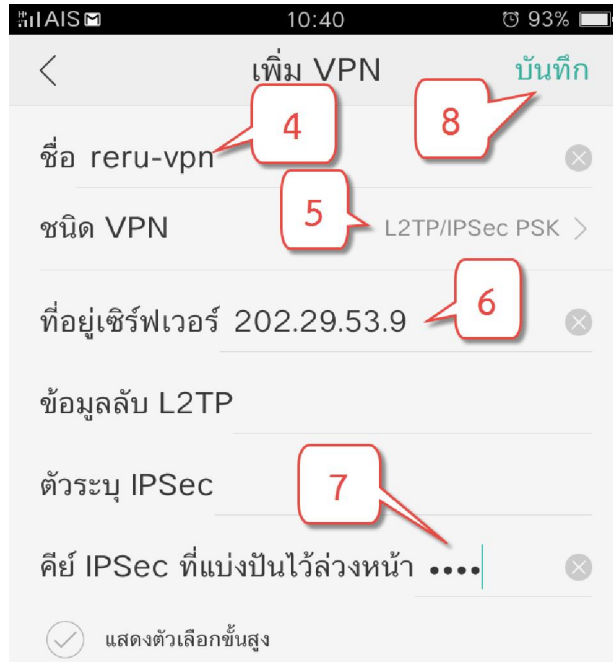 AIS 10:40 93%
เพิ่ม VPN บันทึก
4 8
ชื่อ reru-vpn
5
ชนิด VPN L2TP/IPSec PSK
6
ที่อยู่เซิร์ฟเวอร์ 202.29.53.9
ข้อมูลลับ L2TP
ตัวระบุ IPSec
7
คีย์ IPSec ที่แบ่งปันไว้ล่วงหน้า ••••
แสดงตัวเลือกขั้นสูง